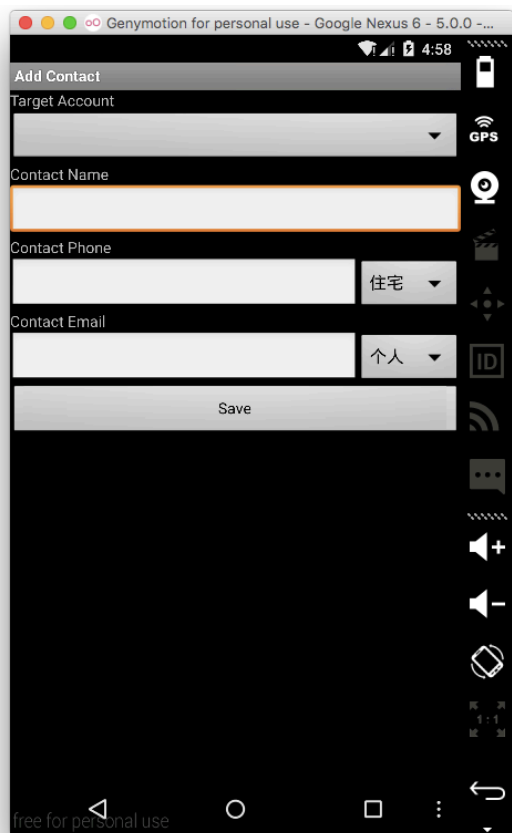 Genymotion for personal use - Google Nexus 6 - 5.0.0 -...
4:58
Add Contact
GPS
Target Account
Contact Name
Contact Phone
住宅
Contact Email
个人
ID
Save
1:1
free for personal use